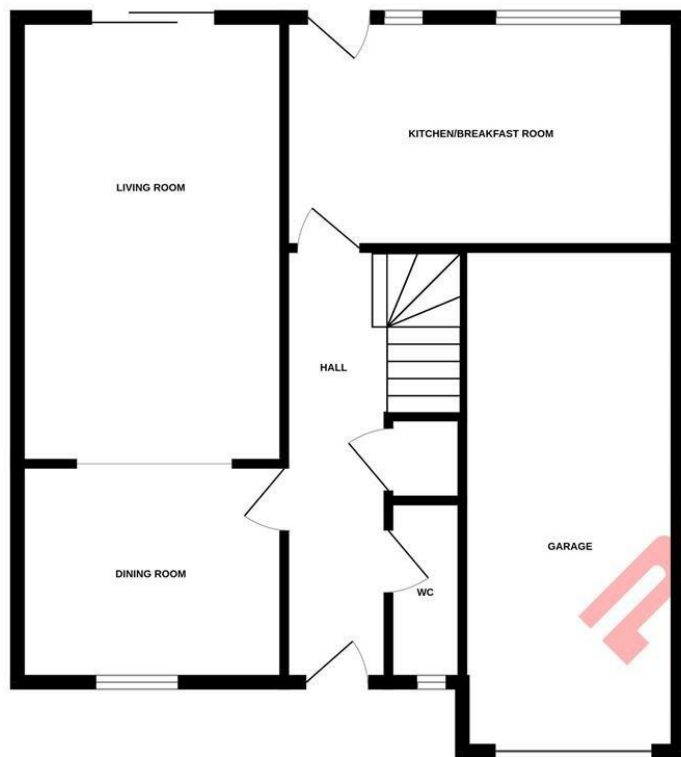 KITCHEN/BREAKFAST ROOM
LIVING ROOM
HALL
GARAGE
DINING ROOM
WC